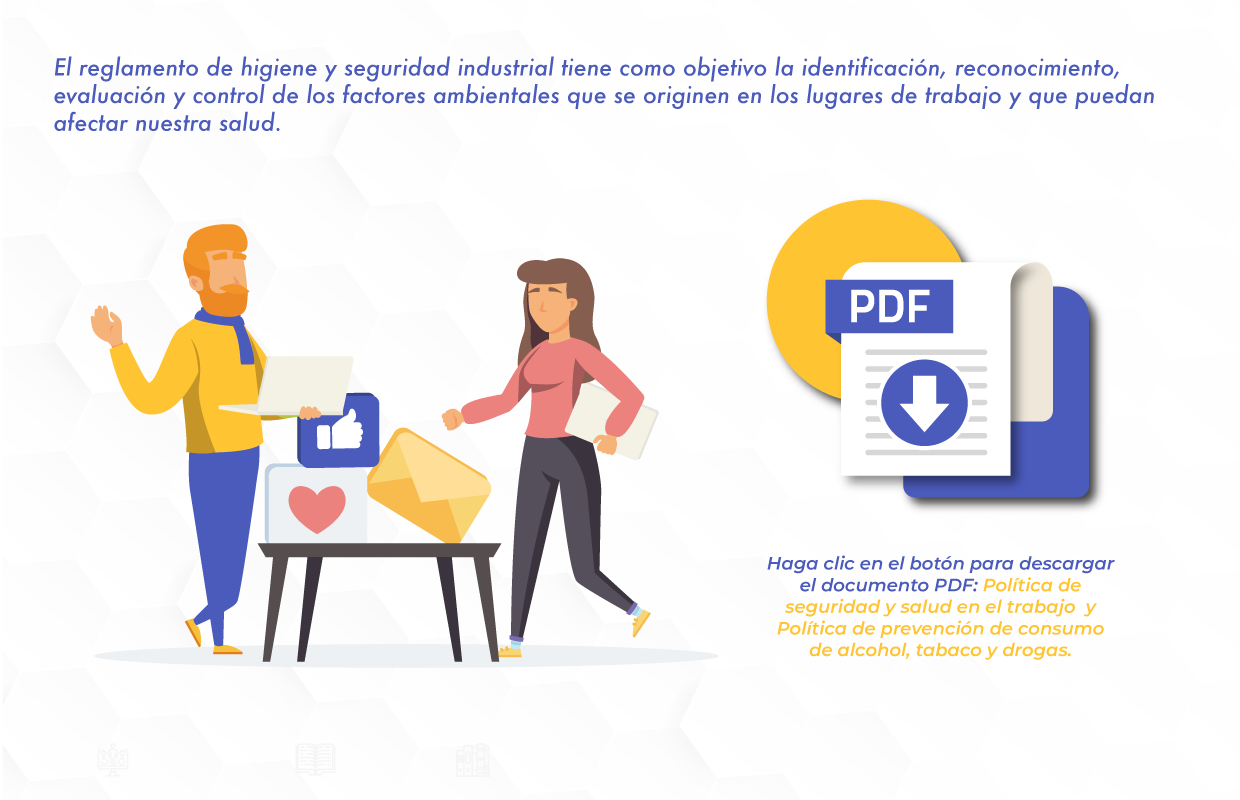 El reglamento de higiene y seguridad industrial tiene como objetivo la identificación, reconocimiento,
evaluación y control de los factores ambientales que se originen en los lugares de trabajo y que puedan
afectar nuestra salud.
PDF
Haga clic en el botón para descargar
el documento PDF: Política de
seguridad y salud en el trabajo y
Política de prevención de consumo
de alcohol, tabaco y drogas.